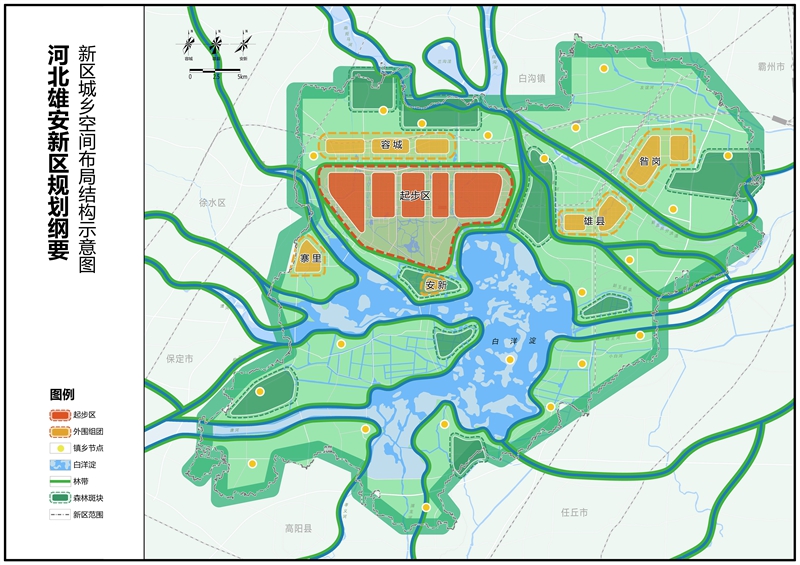 河北雄安新区规划纲要
新区城乡空间布局结构示意图
容城
雄县
安新
0 2.5 5km
白沟镇
霸州市
容城
昝岗
起步区
徐水区
雄县
寨里
安新
白洋淀
保定市
高阳县
任丘市
图例
起步区
外围组团
镇乡节点
白洋淀
林带
森林斑块
新区范围